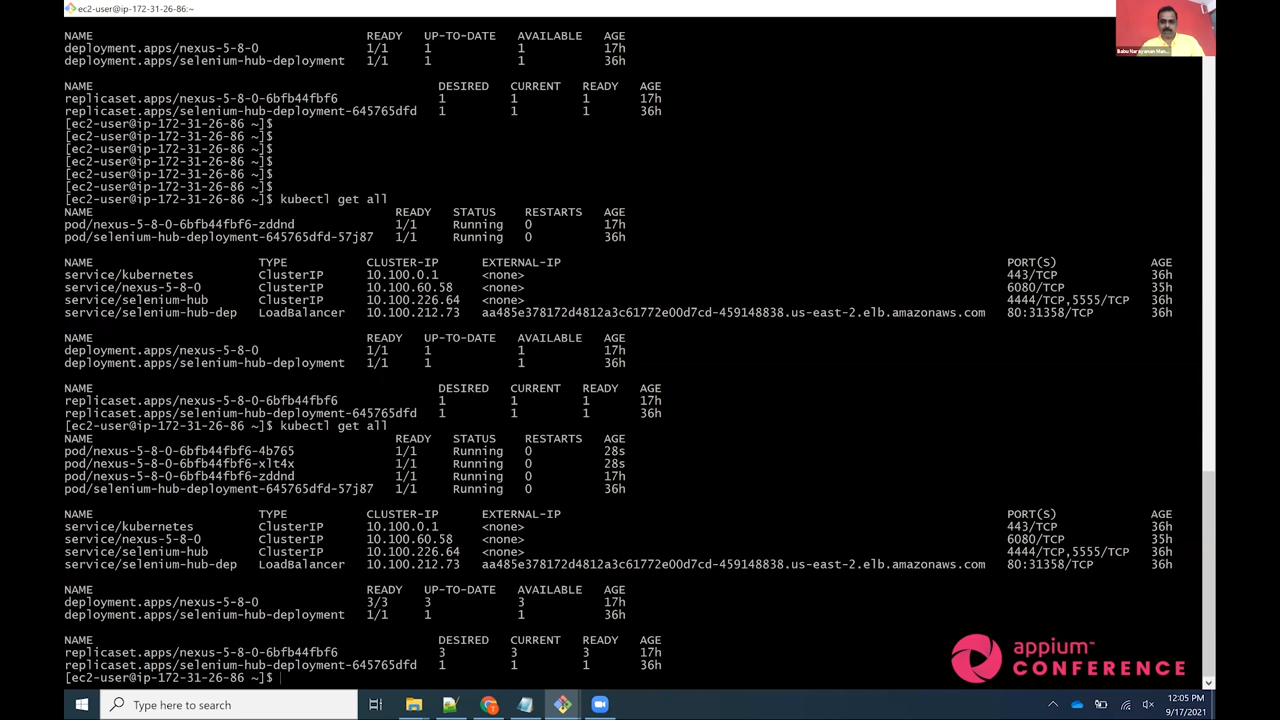 ec2-user@ip-172-31-26-86:~
NAME READY UP-TO-DATE AVAILABLE AGE
deployment.apps/nexus-5-8-0 1/1 1 1 17h
deployment.apps/selenium-hub-deployment 1/1 1 1 36h
NAME DESIRED CURRENT READY AGE
replicaset.apps/nexus-5-8-0-6bfb44fbf6 1 1 1 17h
replicaset.apps/selenium-hub-deployment-645765dfd 1 1 1 36h
[ec2-user@ip-172-31-26-86 ~]$
[ec2-user@ip-172-31-26-86 ~]$
[ec2-user@ip-172-31-26-86 ~]$
[ec2-user@ip-172-31-26-86 ~]$
[ec2-user@ip-172-31-26-86 ~]$
[ec2-user@ip-172-31-26-86 ~]$
[ec2-user@ip-172-31-26-86 ~]$ kubectl get all
NAME READY STATUS RESTARTS AGE
pod/nexus-5-8-0-6bfb44fbf6-zddnd 1/1 Running 0 17h
pod/selenium-hub-deployment-645765dfd-57j87 1/1 Running 0 36h
NAME TYPE CLUSTER-IP EXTERNAL-IP PORT(S) AGE
service/kubernetes ClusterIP 10.100.0.1 <none> 443/TCP 36h
service/nexus-5-8-0 ClusterIP 10.100.60.58 <none> 6080/TCP 35h
service/selenium-hub ClusterIP 10.100.226.64 <none> 4444/TCP,5555/TCP 36h
service/selenium-hub-dep LoadBalancer 10.100.212.73 aa485e378172d4812a3c61772e00d7cd-459148838.us-east-2.elb.amazonaws.com 80:31358/TCP 36h
NAME READY UP-TO-DATE AVAILABLE AGE
deployment.apps/nexus-5-8-0 1/1 1 1 17h
deployment.apps/selenium-hub-deployment 1/1 1 1 36h
NAME DESIRED CURRENT READY AGE
replicaset.apps/nexus-5-8-0-6bfb44fbf6 1 1 1 17h
replicaset.apps/selenium-hub-deployment-645765dfd 1 1 1 36h
[ec2-user@ip-172-31-26-86 ~]$ kubectl get all
NAME READY STATUS RESTARTS AGE
pod/nexus-5-8-0-6bfb44fbf6-4b765 1/1 Running 0 28s
pod/nexus-5-8-0-6bfb44fbf6-xlt4x 1/1 Running 0 28s
pod/nexus-5-8-0-6bfb44fbf6-zddnd 1/1 Running 0 17h
pod/selenium-hub-deployment-645765dfd-57j87 1/1 Running 0 36h
NAME TYPE CLUSTER-IP EXTERNAL-IP PORT(S) AGE
service/kubernetes ClusterIP 10.100.0.1 <none> 443/TCP 36h
service/nexus-5-8-0 ClusterIP 10.100.60.58 <none> 6080/TCP 35h
service/selenium-hub ClusterIP 10.100.226.64 <none> 4444/TCP,5555/TCP 36h
service/selenium-hub-dep LoadBalancer 10.100.212.73 aa485e378172d4812a3c61772e00d7cd-459148838.us-east-2.elb.amazonaws.com 80:31358/TCP 36h
NAME READY UP-TO-DATE AVAILABLE AGE
deployment.apps/nexus-5-8-0 3/3 3 3 17h
deployment.apps/selenium-hub-deployment 1/1 1 1 36h
NAME DESIRED CURRENT READY AGE
replicaset.apps/nexus-5-8-0-6bfb44fbf6 3 3 3 17h
replicaset.apps/selenium-hub-deployment-645765dfd 1 1 1 36h
[ec2-user@ip-172-31-26-86 ~]$
appium™
CONFERENCE
Babu Narayanan
Type here to search
12:05 PM
9/17/2021